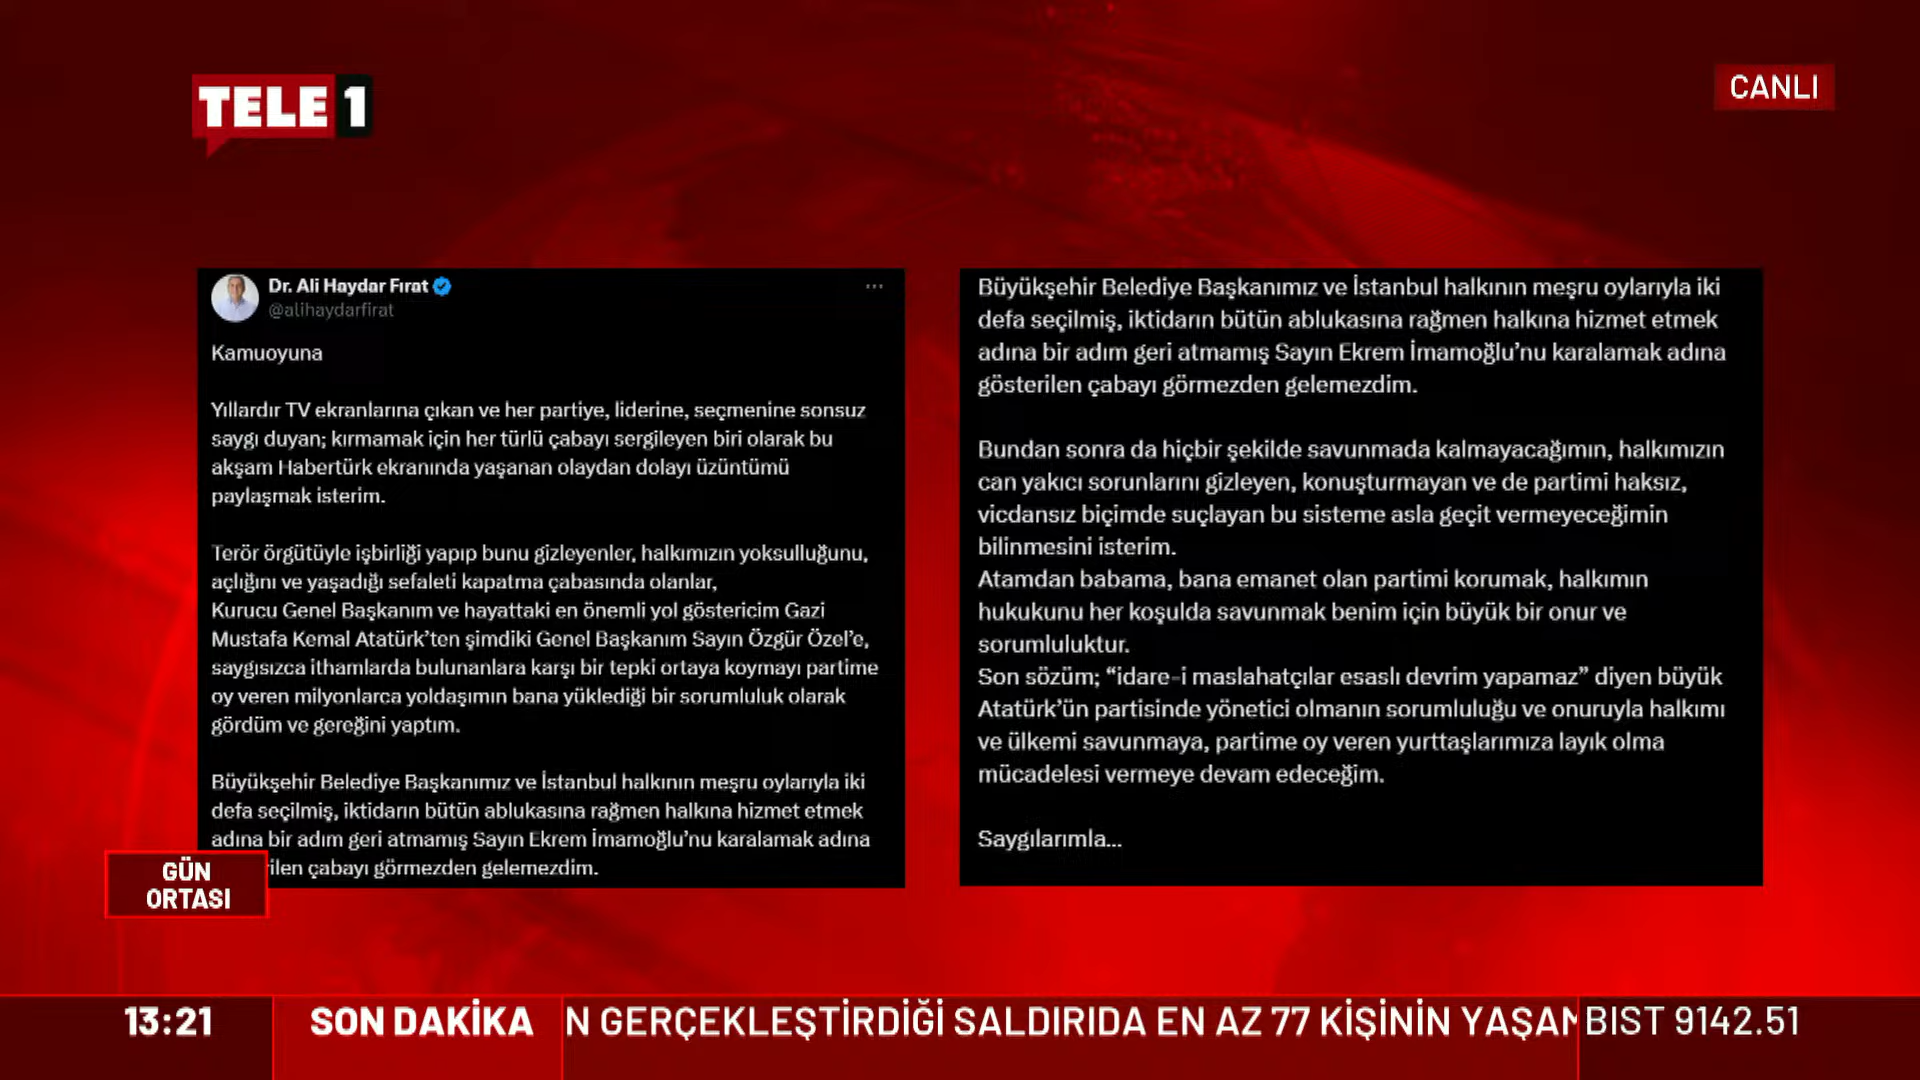 TELE 1
CANLI
Dr. Ali Haydar Fırat
@alihaydarfirat
Kamuoyuna
Yıllardır TV ekranlarına çıkan ve her partiye, liderine, seçmenine sonsuz
saygı duyan; kırmamak için her türlü çabayı sergileyen biri olarak bu
akşam Habertürk ekranında yaşanan olaydan dolayı üzüntümü
paylaşmak isterim.
Terör örgütüyle işbirliği yapıp bunu gizleyenler, halkımızın yoksulluğunu,
açlığını ve yaşadığı sefaleti kapatma çabasında olanlar,
Kurucu Genel Başkanım ve hayattaki en önemli yol göstericim Gazi
Mustafa Kemal Atatürk'ten şimdiki Genel Başkanım Sayın Özgür Özel'e,
saygısızca ithamlarda bulunanlara karşı bir tepki ortaya koymayı partime
oy veren milyonlarca yoldaşımın bana yüklediği bir sorumluluk olarak
gördüm ve gereğini yaptım.
Büyükşehir Belediye Başkanımız ve İstanbul halkının meşru oylarıyla iki
defa seçilmiş, iktidarın bütün ablukasına rağmen halkına hizmet etmek
adına bir adım geri atmamış Sayın Ekrem İmamoğlu'nu karalamak adına
ilen çabayı görmezden gelemezdim.
Büyükşehir Belediye Başkanımız ve İstanbul halkının meşru oylarıyla iki
defa seçilmiş, iktidarın bütün ablukasına rağmen halkına hizmet etmek
adına bir adım geri atmamış Sayın Ekrem İmamoğlu'nu karalamak adına
gösterilen çabayı görmezden gelemezdim.
Bundan sonra da hiçbir şekilde savunmada kalmayacağımın, halkımızın
can yakıcı sorunlarını gizleyen, konuşturmayan ve de partimi haksız,
vicdansız biçimde suçlayan bu sisteme asla geçit vermeyeceğimin
bilinmesini isterim.
Atamdan babama, bana emanet olan partimi korumak, halkımın
hukukunu her koşulda savunmak benim için büyük bir onur ve
sorumluluktur.
Son sözüm; “idare-i maslahatçılar esaslı devrim yapamaz” diyen büyük
Atatürk'ün partisinde yönetici olmanın sorumluluğu ve onuruyla halkımı
ve ülkemi savunmaya, partime oy veren yurttaşlarımıza layık olma
mücadelesi vermeye devam edeceğim.
Saygılarımla...
GÜN
ORTASI
13:21
SON DAKİKA
N GERÇEKLEŞTİRDİĞİ SALDIRIDA EN AZ 77 KİŞİNİN YAŞAM
BIST 9142.51